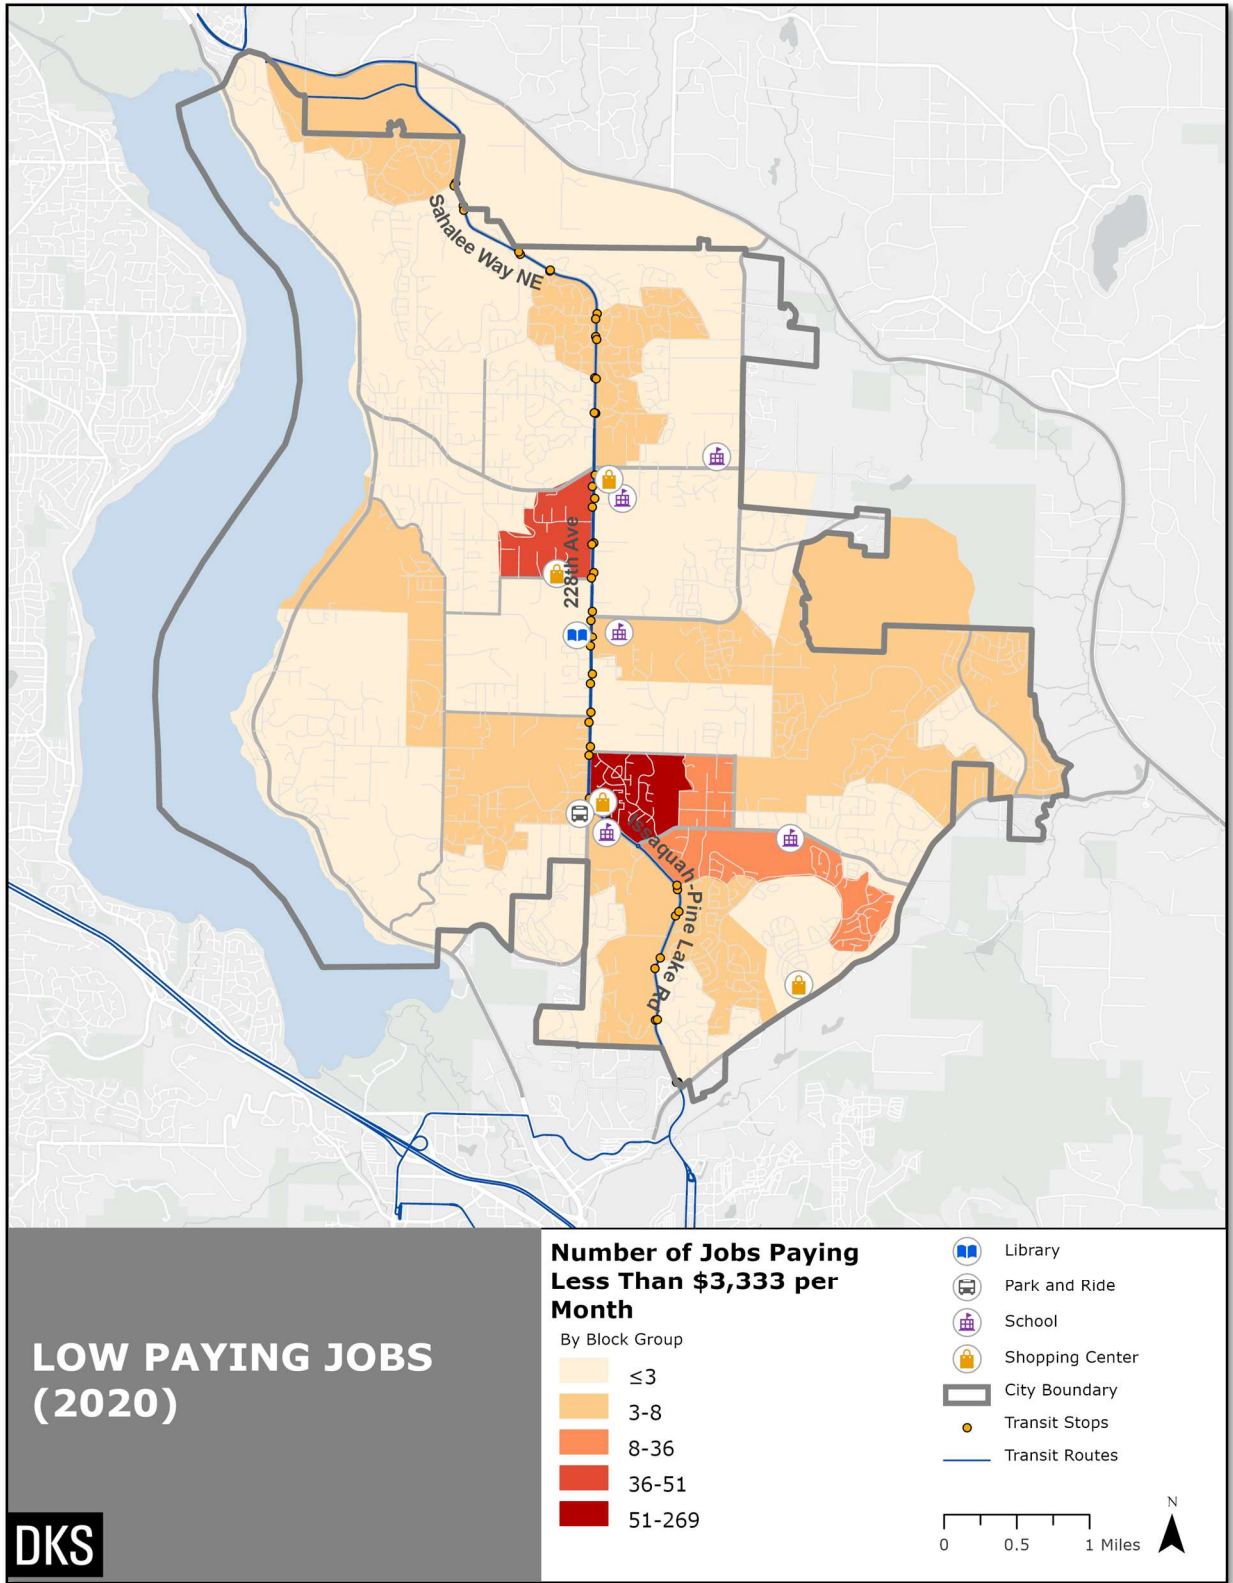 Sahalee Way NE
228th Ave
Issaquah-Pine Lake Rd
LOW PAYING JOBS
(2020)
DKS
Number of Jobs Paying
Less Than $3,333 per
Month
By Block Group
≤3
3-8
8-36
36-51
51-269
Library
Park and Ride
School
Shopping Center
City Boundary
Transit Stops
Transit Routes
N
0 0.5 1 Miles